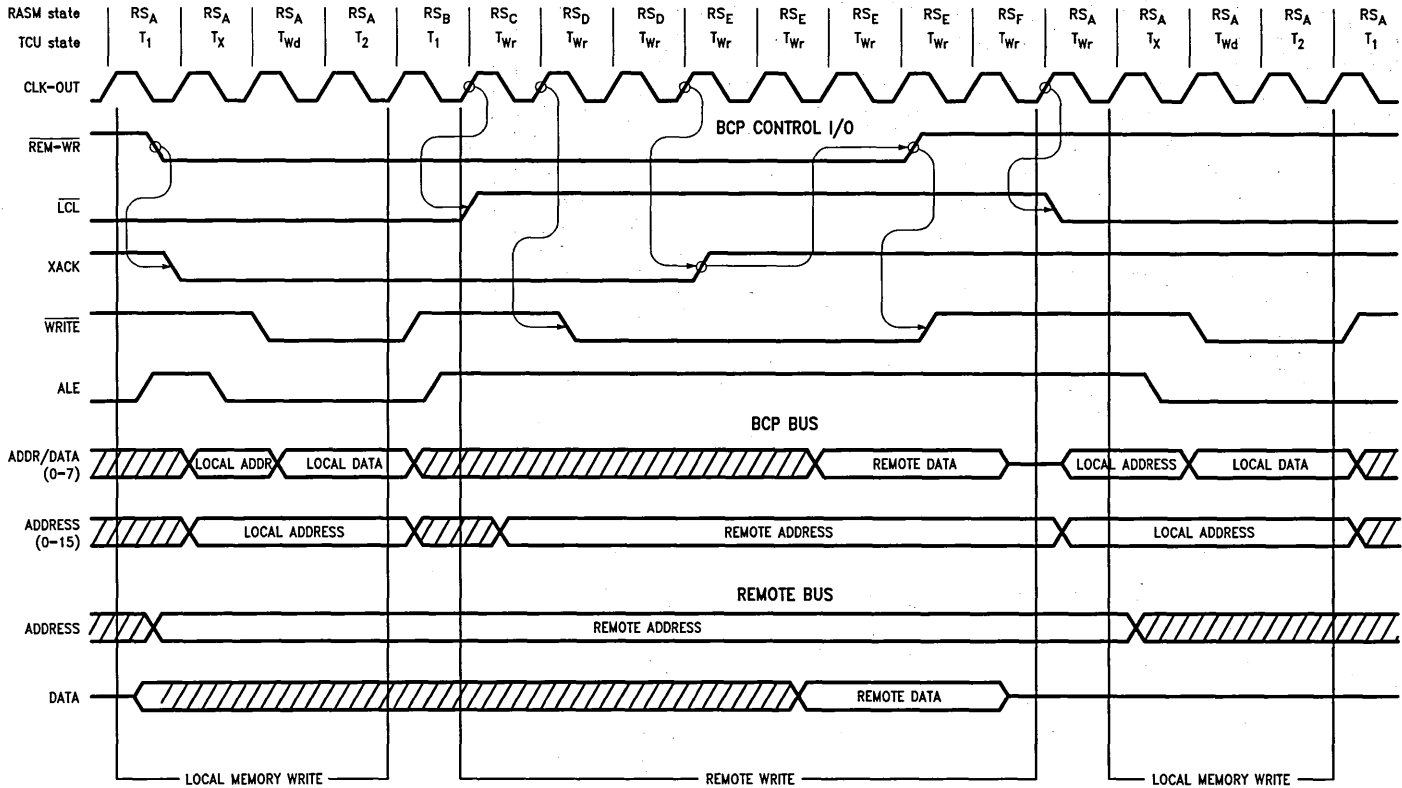 RASM state RSA RSA RSA RSA RSB RSC RSD RSD RSE RSE RSE RSE RSF RSA RSA RSA RSA RSA
TCU state T1 TX TWd T2 T1 TWr TWr TWr TWr TWr TWr TWr TWr TWr TX TWd T2 T1
CLK-OUT
BCP CONTROL I/O
REM-WR
LCL
XACK
WRITE
ALE
BCP BUS
ADDR/DATA (0-7) LOCAL ADDR LOCAL DATA REMOTE DATA LOCAL ADDRESS LOCAL DATA
ADDRESS (0-15) LOCAL ADDRESS REMOTE ADDRESS LOCAL ADDRESS
REMOTE BUS
ADDRESS REMOTE ADDRESS
DATA REMOTE DATA
LOCAL MEMORY WRITE REMOTE WRITE LOCAL MEMORY WRITE